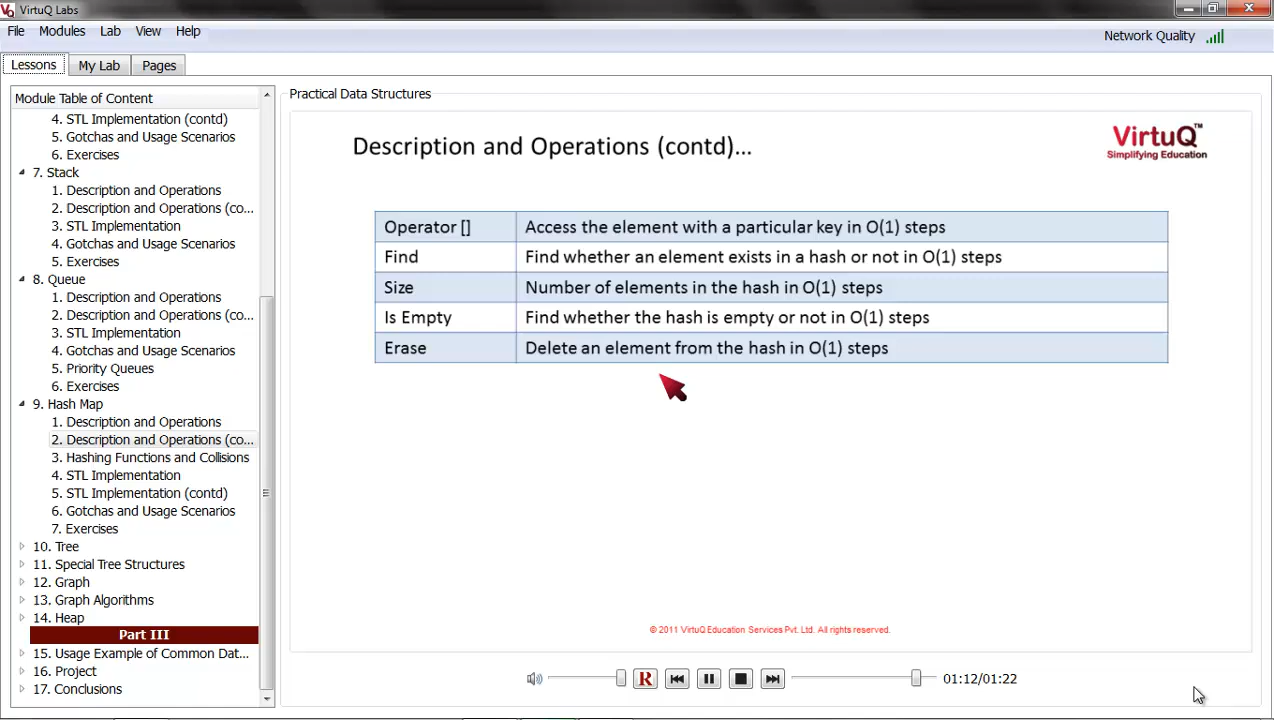 VirtuQ Labs
File Modules Lab View Help
Network Quality
Lessons My Lab Pages
Module Table of Content
4. STL Implementation (contd)
5. Gotchas and Usage Scenarios
6. Exercises
7. Stack
1. Description and Operations
2. Description and Operations (co...
3. STL Implementation
4. Gotchas and Usage Scenarios
5. Exercises
8. Queue
1. Description and Operations
2. Description and Operations (co...
3. STL Implementation
4. Gotchas and Usage Scenarios
5. Priority Queues
6. Exercises
9. Hash Map
1. Description and Operations
2. Description and Operations (co...
3. Hashing Functions and Collisions
4. STL Implementation
5. STL Implementation (contd)
6. Gotchas and Usage Scenarios
7. Exercises
10. Tree
11. Special Tree Structures
12. Graph
13. Graph Algorithms
14. Heap
Part III
15. Usage Example of Common Dat...
16. Project
17. Conclusions
Practical Data Structures
Description and Operations (contd)...
VirtuQ™
Simplifying Education
Operator [] Access the element with a particular key in O(1) steps
Find Find whether an element exists in a hash or not in O(1) steps
Size Number of elements in the hash in O(1) steps
Is Empty Find whether the hash is empty or not in O(1) steps
Erase Delete an element from the hash in O(1) steps
© 2011 VirtuQ Education Services Pvt. Ltd. All rights reserved.
R 01:12/01:22